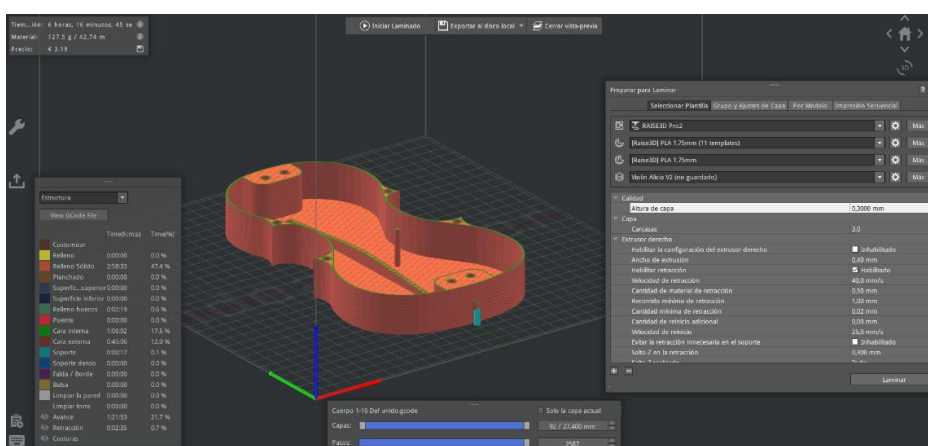 Tiem...ión: 6 horas, 16 minutos, 45 se
Material: 127.5 g / 42.74 m
Precio: € 3.19
Iniciar Laminado
Exportar al disco local
Cerrar vista-previa
3D
Preparar para Laminar
?
Seleccionar Plantilla Grupo y Ajustes de Capa Por Modelo Impresión Secuencial
RAISE3D Pro2 Más
[Raise3D] PLA 1.75mm (11 templates) Más
[Raise3D] PLA 1.75mm Más
Violin Alicia V2 (no guardado) Más
Calidad
Altura de capa 0,3000 mm
Capa
Carcasas 3,0
Extrusor derecho
Habilitar la configuración del extrusor derecho Inhabilitado
Ancho de extrusión 0,40 mm
Habilitar retracción Habilitado
Velocidad de retracción 40,0 mm/s
Cantidad de material de retracción 0,50 mm
Recorrido mínimo de retracción 1,00 mm
Cantidad mínima de retracción 0,02 mm
Cantidad de reinicio adicional 0,00 mm
Velocidad de reinicio 25,0 mm/s
Evitar la retracción innecesaria en el soporte Inhabilitado
Salto-Z en la retracción 0,300 mm
Laminar
Estructura
View GCode File
Time(h:m:s) Time(%)
Customizar
Relleno 0:00:00 0.0 %
Relleno Sólido 2:58:33 47.4 %
Planchado 0:00:00 0.0 %
Superfic...superior 0:00:00 0.0 %
Superficie inferior 0:00:00 0.0 %
Relleno huecos 0:02:19 0.6 %
Puente 0:00:00 0.0 %
Cara interna 1:06:02 17.5 %
Cara externa 0:45:06 12.0 %
Soporte 0:00:17 0.1 %
Soporte denso 0:00:00 0.0 %
Falda / Borde 0:00:00 0.0 %
Balsa 0:00:00 0.0 %
Limpiar la pared 0:00:00 0.0 %
Limpiar torre 0:00:00 0.0 %
Avance 1:21:53 21.7 %
Retracción 0:02:35 0.7 %
Costuras
Cuerpo 1-16 Def unido.gcode Solo la capa actual
Capas: 92 / 27,400 mm
Pasos: 2587